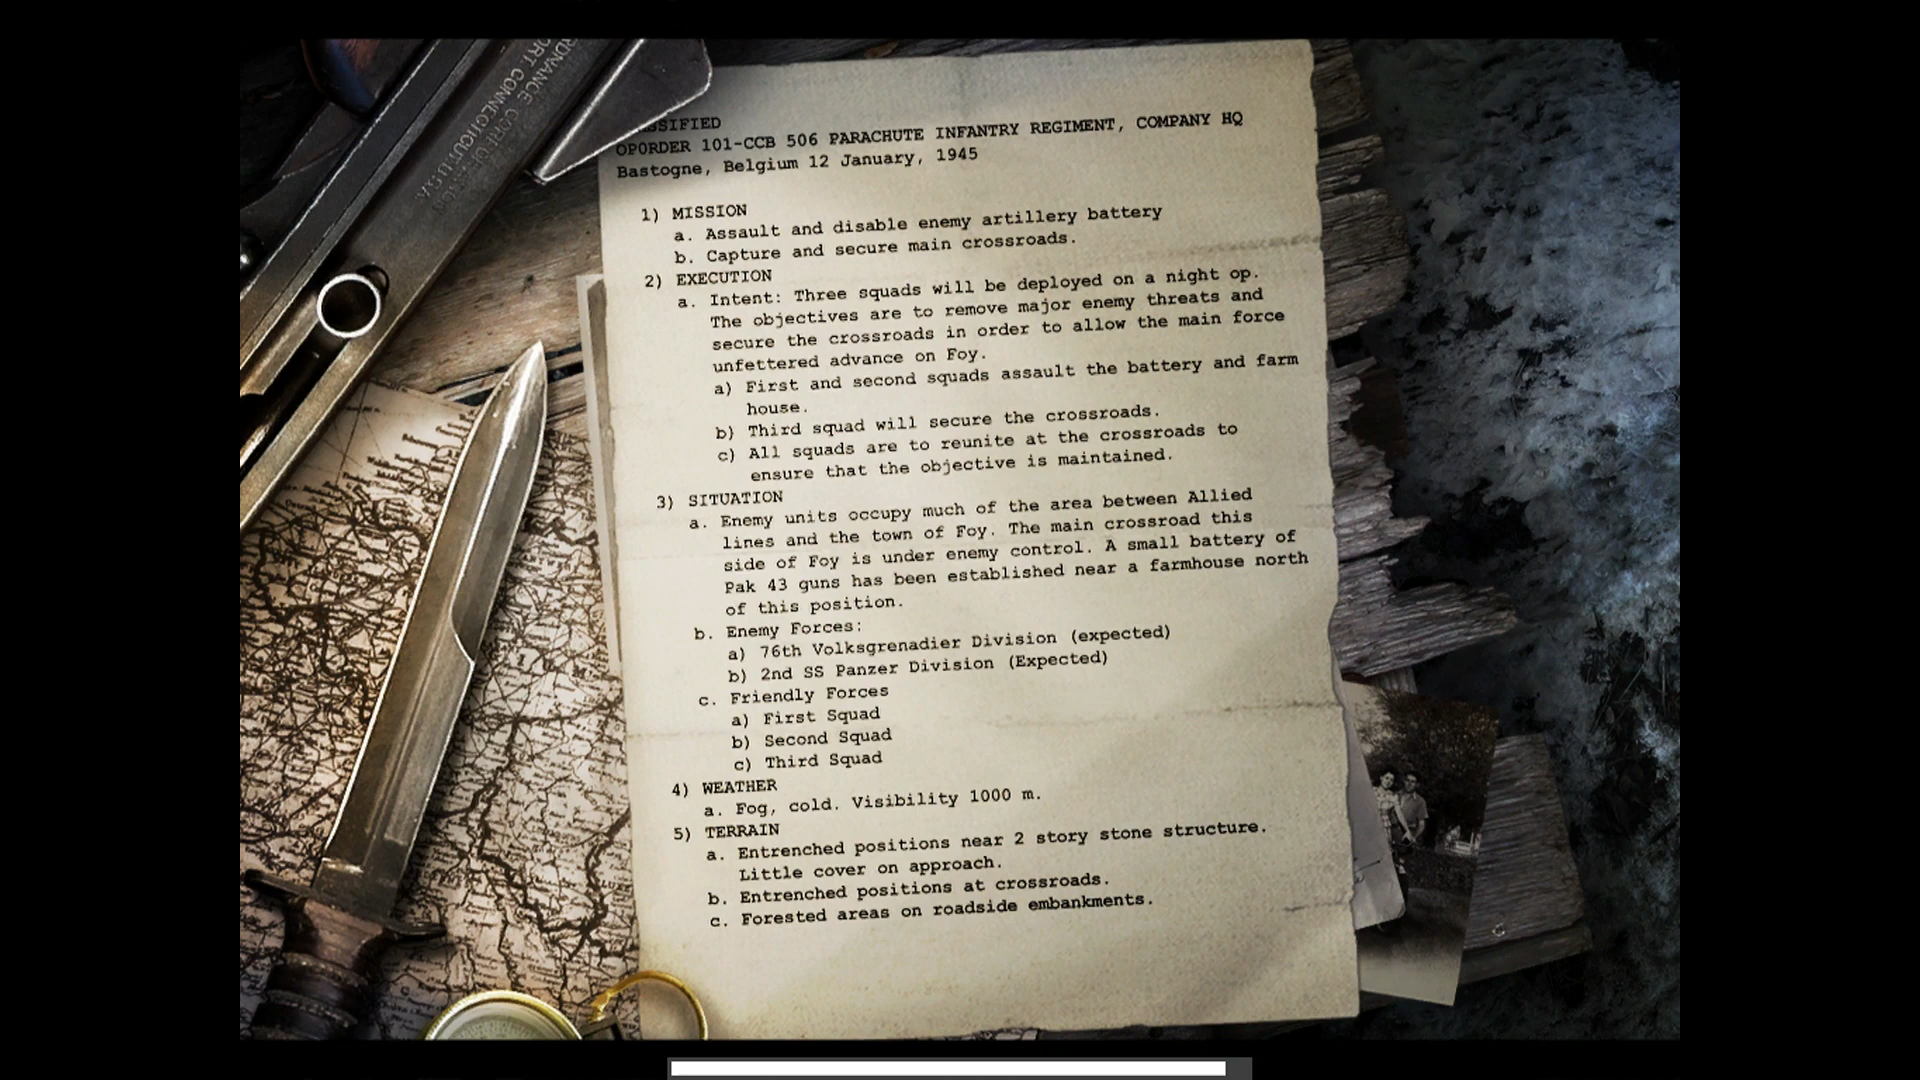 ORDNANCE CORPS
PORT CONNECTICUT U.S.A.
SSIFIED
OPORDER 101-CCB 506 PARACHUTE INFANTRY REGIMENT, COMPANY HQ
Bastogne, Belgium 12 January, 1945
1) MISSION
a. Assault and disable enemy artillery battery
b. Capture and secure main crossroads.
2) EXECUTION
a. Intent: Three squads will be deployed on a night op.
The objectives are to remove major enemy threats and
secure the crossroads in order to allow the main force
unfettered advance on Foy.
a) First and second squads assault the battery and farm
house.
b) Third squad will secure the crossroads.
c) All squads are to reunite at the crossroads to
ensure that the objective is maintained.
3) SITUATION
a. Enemy units occupy much of the area between Allied
lines and the town of Foy. The main crossroad this
side of Foy is under enemy control. A small battery of
Pak 43 guns has been established near a farmhouse north
of this position.
b. Enemy Forces:
a) 76th Volksgrenadier Division (expected)
b) 2nd SS Panzer Division (Expected)
c. Friendly Forces
a) First Squad
b) Second Squad
c) Third Squad
4) WEATHER
a. Fog, cold. Visibility 1000 m.
5) TERRAIN
a. Entrenched positions near 2 story stone structure.
Little cover on approach.
b. Entrenched positions at crossroads.
c. Forested areas on roadside embankments.